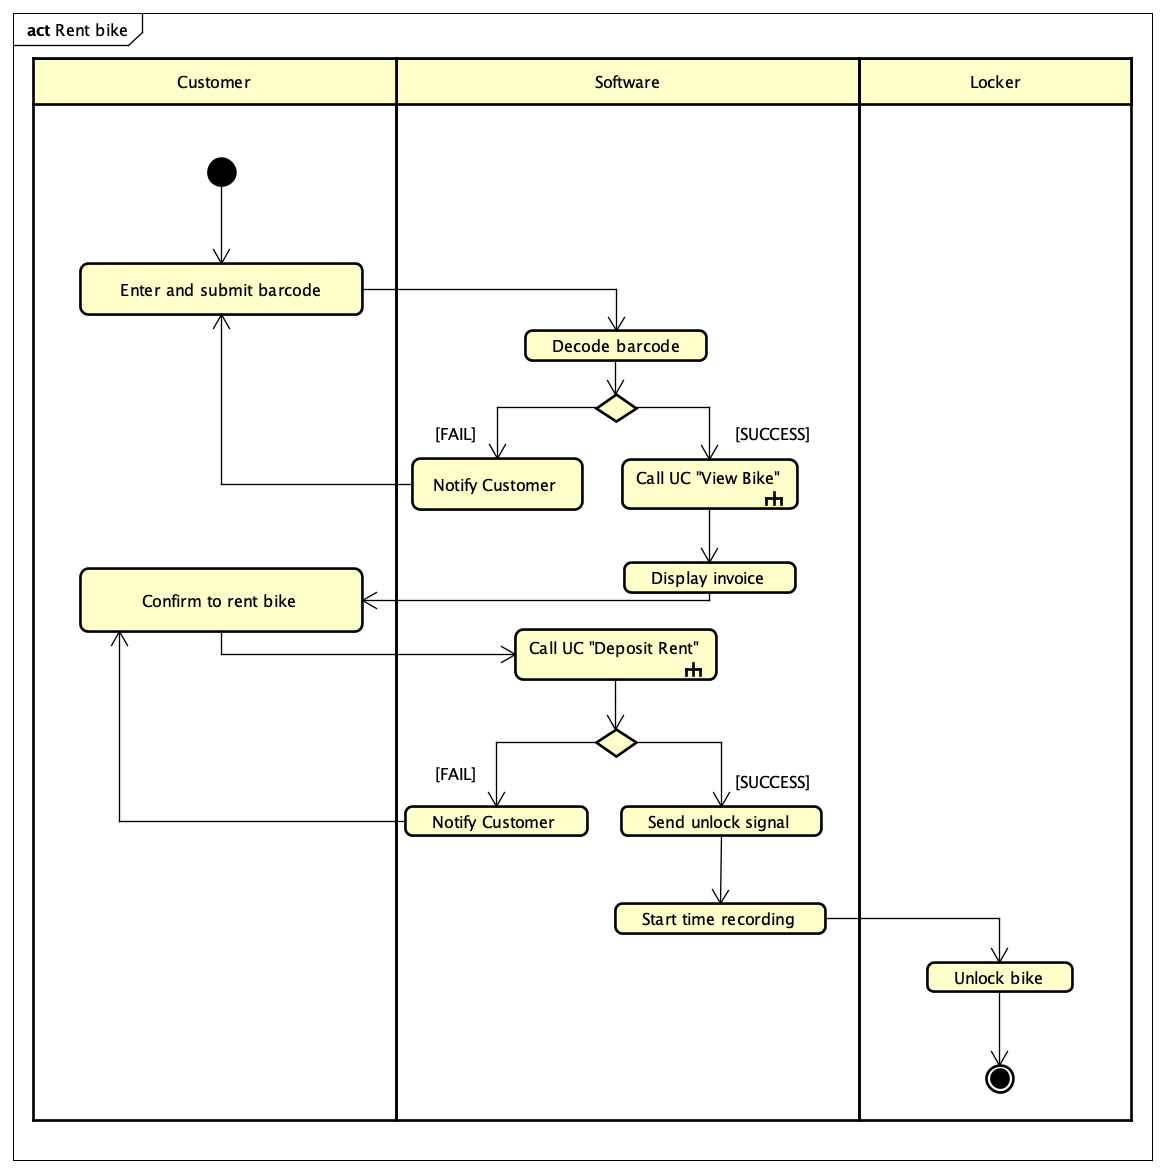 act Rent bike
Customer
Software
Locker
Enter and submit barcode
Decode barcode
[FAIL]
[SUCCESS]
Notify Customer
Call UC "View Bike"
Display invoice
Confirm to rent bike
Call UC "Deposit Rent"
[FAIL]
[SUCCESS]
Notify Customer
Send unlock signal
Start time recording
Unlock bike